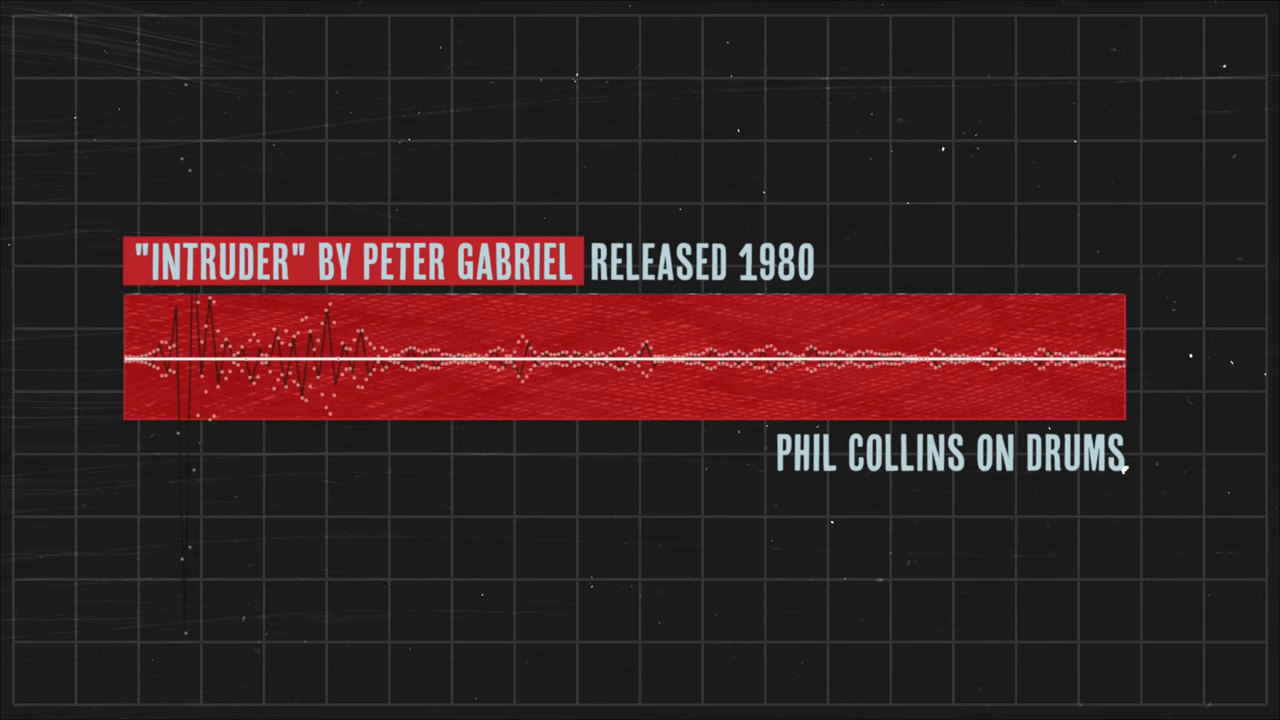 "INTRUDER" BY PETER GABRIEL RELEASED 1980
PHIL COLLINS ON DRUMS